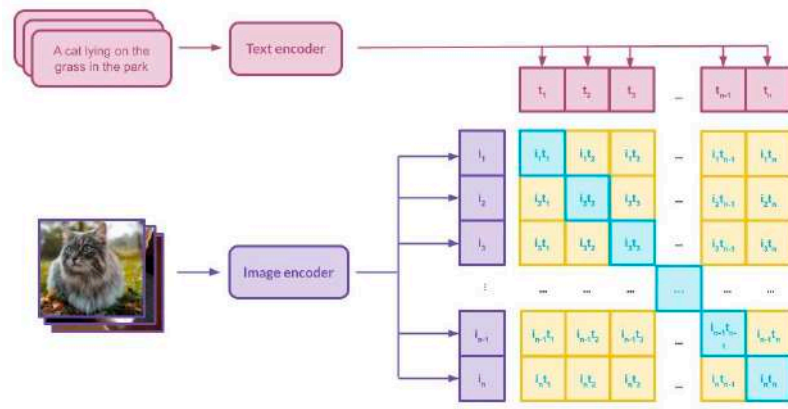 A cat lying on the
grass in the park
Text encoder
t₁ t₂ t₃ ... tₙ₋₁ tₙ
i₁ i₁t₁ i₁t₂ i₁t₃ ... i₁tₙ₋₁ i₁tₙ
i₂ i₂t₁ i₂t₂ i₂t₃ ... i₂tₙ₋₁ i₂tₙ
i₃ i₃t₁ i₃t₂ i₃t₃ ... i₃tₙ₋₁ i₃tₙ
Image encoder
⋮ ... ... ... ... ... ...
iₙ₋₁ iₙ₋₁t₁ iₙ₋₁t₂ iₙ₋₁t₃ ... iₙ₋₁tₙ₋₁ iₙ₋₁tₙ
iₙ iₙt₁ iₙt₂ iₙt₃ ... iₙtₙ₋₁ iₙtₙ